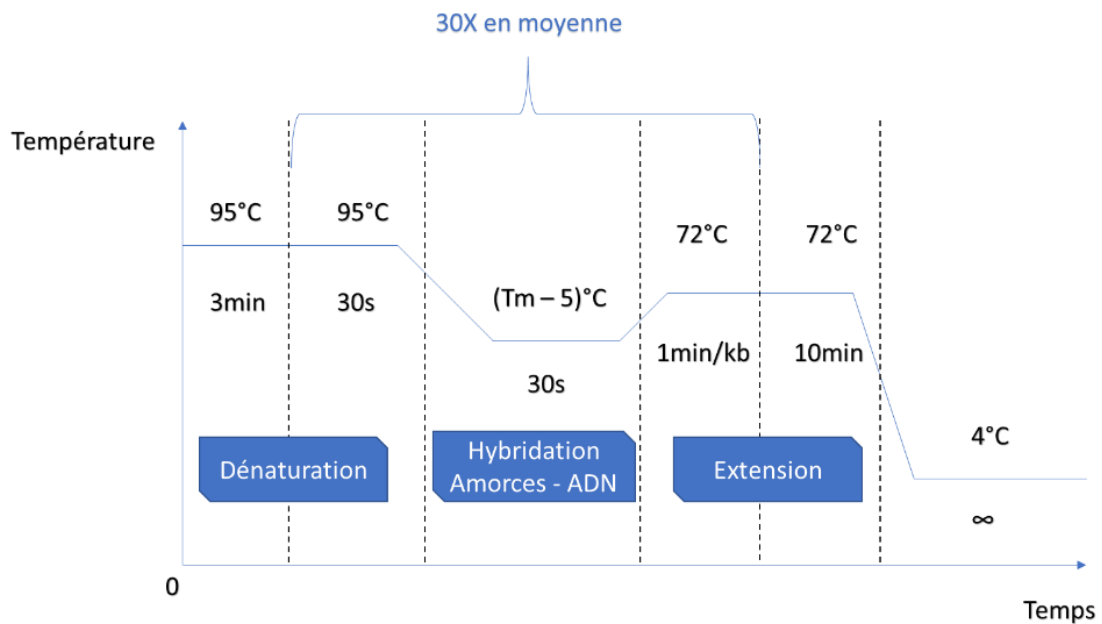 30X en moyenne
Température
95°C
95°C
72°C
72°C
(Tm – 5)°C
3min
30s
1min/kb
10min
30s
4°C
Dénaturation
Hybridation
Amorces - ADN
Extension
∞
0
Temps